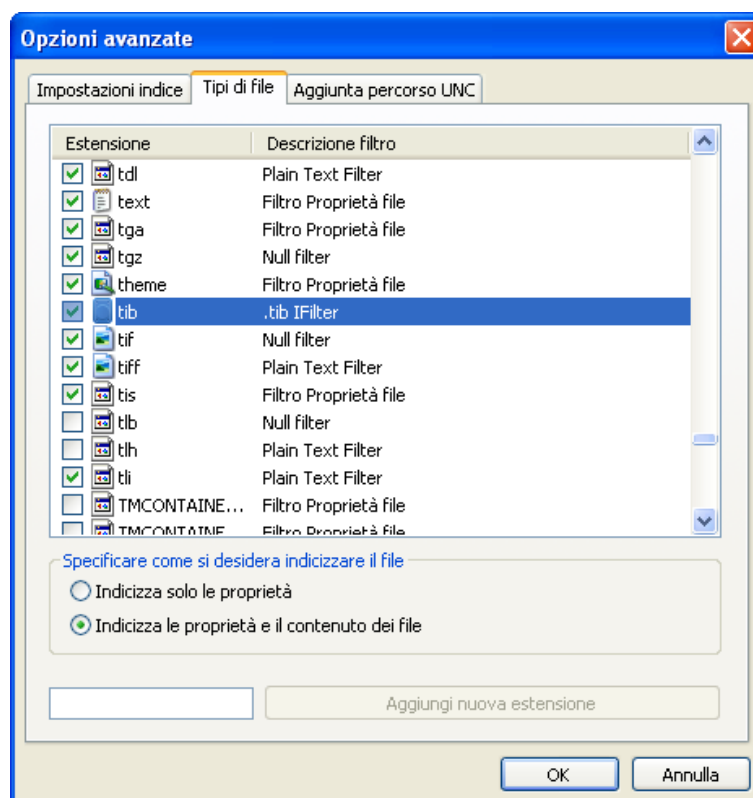 Opzioni avanzate
Impostazioni indice Tipi di file Aggiunta percorso UNC
Estensione Descrizione filtro
tdl Plain Text Filter
text Filtro Proprietà file
tga Filtro Proprietà file
tgz Null filter
theme Filtro Proprietà file
tib .tib IFilter
tif Null filter
tiff Plain Text Filter
tis Filtro Proprietà file
tlb Null filter
tlh Plain Text Filter
tli Plain Text Filter
TMCONTAINE... Filtro Proprietà file
TMCONTAINE... Filtro Proprietà file
Specificare come si desidera indicizzare il file
Indicizza solo le proprietà
Indicizza le proprietà e il contenuto dei file
Aggiungi nuova estensione
OK Annulla